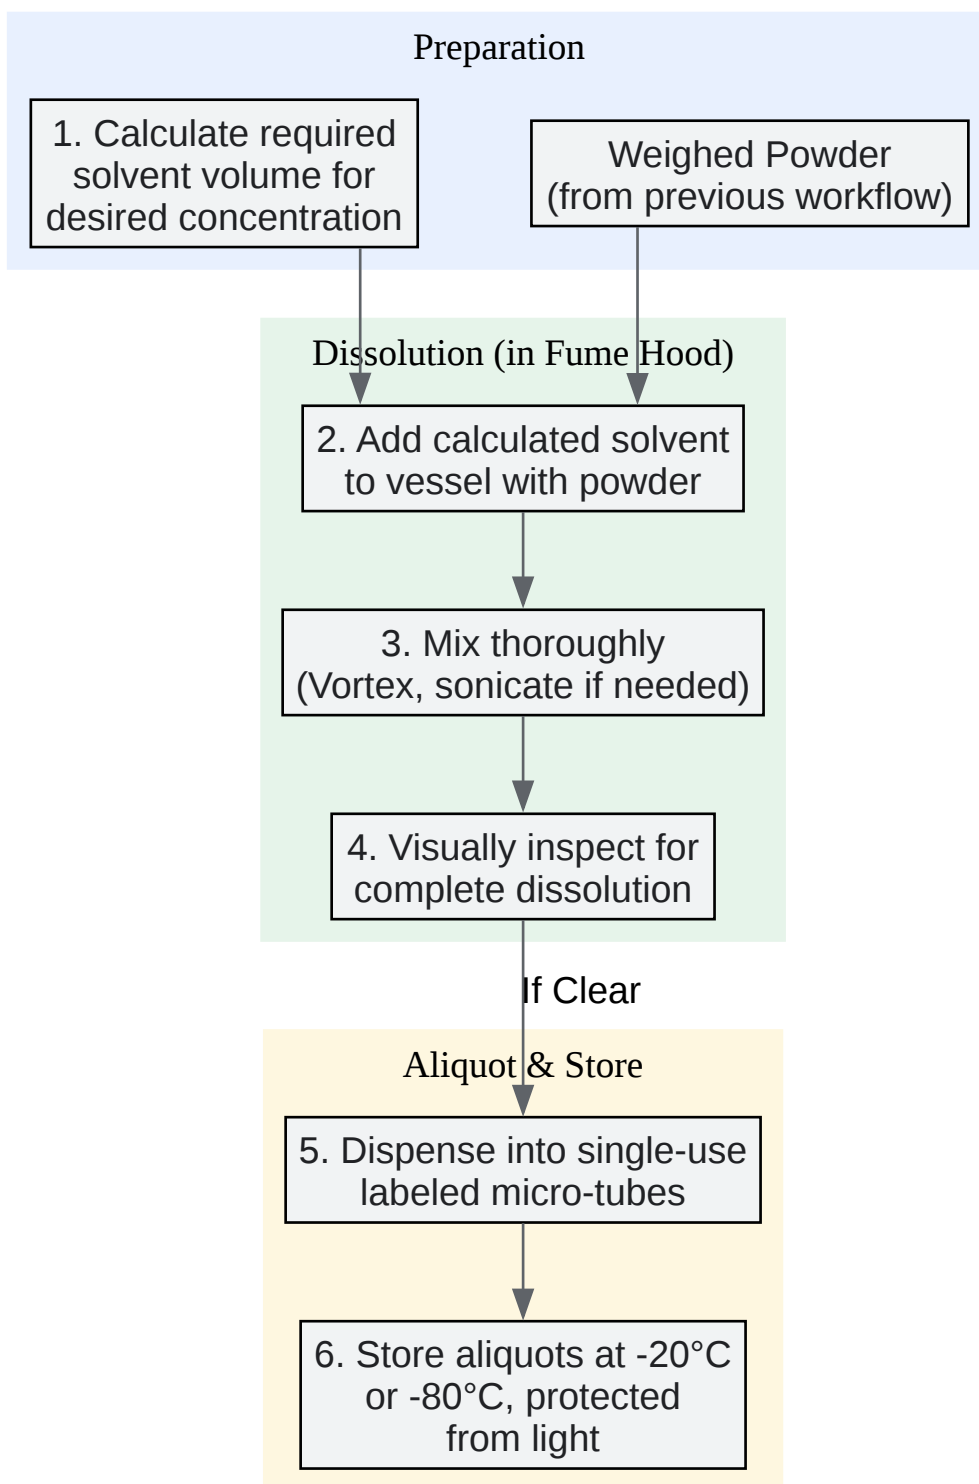 Preparation
1. Calculate required
solvent volume for
desired concentration
Weighed Powder
(from previous workflow)
Dissolution (in Fume Hood)
2. Add calculated solvent
to vessel with powder
3. Mix thoroughly
(Vortex, sonicate if needed)
4. Visually inspect for
complete dissolution
If Clear
Aliquot & Store
5. Dispense into single-use
labeled micro-tubes
6. Store aliquots at -20°C
or -80°C, protected
from light